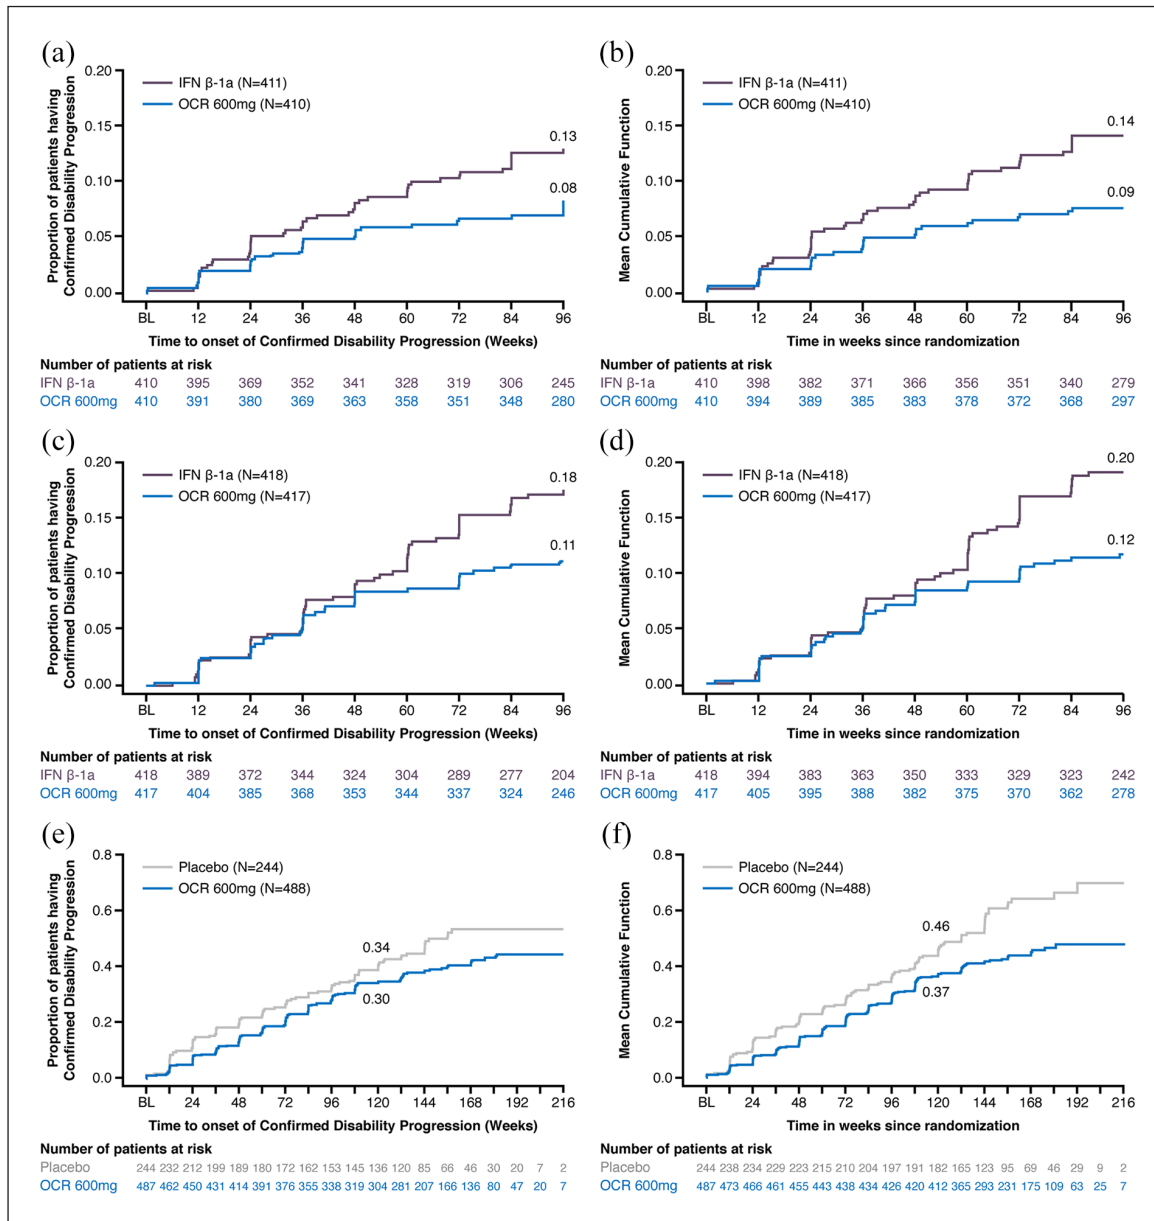 (a)
0.20
0.15
0.10
0.05
0.00
Proportion of patients having
Confirmed Disability Progression
IFN β-1a (N=411)
OCR 600mg (N=410)
0.13
0.08
BL 12 24 36 48 60 72 84 96
Time to onset of Confirmed Disability Progression (Weeks)
Number of patients at risk
IFN β-1a 410 395 369 352 341 328 319 306 245
OCR 600mg 410 391 380 369 363 358 351 348 280
(b)
0.20
0.15
0.10
0.05
0.00
Mean Cumulative Function
IFN β-1a (N=411)
OCR 600mg (N=410)
0.14
0.09
BL 12 24 36 48 60 72 84 96
Time in weeks since randomization
Number of patients at risk
IFN β-1a 410 398 382 371 366 356 351 340 279
OCR 600mg 410 394 389 385 383 378 372 368 297
(c)
0.20
0.15
0.10
0.05
0.00
Proportion of patients having
Confirmed Disability Progression
IFN β-1a (N=418)
OCR 600mg (N=417)
0.18
0.11
BL 12 24 36 48 60 72 84 96
Time to onset of Confirmed Disability Progression (Weeks)
Number of patients at risk
IFN β-1a 418 389 372 344 324 304 289 277 204
OCR 600mg 417 404 385 368 353 344 337 324 246
(d)
0.20
0.15
0.10
0.05
0.00
Mean Cumulative Function
IFN β-1a (N=418)
OCR 600mg (N=417)
0.20
0.12
BL 12 24 36 48 60 72 84 96
Time in weeks since randomization
Number of patients at risk
IFN β-1a 418 394 383 363 350 333 329 323 242
OCR 600mg 417 405 395 388 382 375 370 362 278
(e)
0.8
0.6
0.4
0.2
0.0
Proportion of patients having
Confirmed Disability Progression
Placebo (N=244)
OCR 600mg (N=488)
0.34
0.30
BL 24 48 72 96 120 144 168 192 216
Time to onset of Confirmed Disability Progression (Weeks)
Number of patients at risk
Placebo 244 232 212 199 189 180 172 162 153 145 136 120 85 66 46 30 20 7 2
OCR 600mg 487 462 450 431 414 391 376 355 338 319 304 281 207 166 136 80 47 20 7
(f)
0.8
0.6
0.4
0.2
0.0
Mean Cumulative Function
Placebo (N=244)
OCR 600mg (N=488)
0.46
0.37
BL 24 48 72 96 120 144 168 192 216
Time in weeks since randomization
Number of patients at risk
Placebo 244 238 234 229 223 215 210 204 197 191 182 165 123 95 69 46 29 9 2
OCR 600mg 487 473 466 461 455 443 438 434 426 420 412 365 293 231 175 109 63 25 7